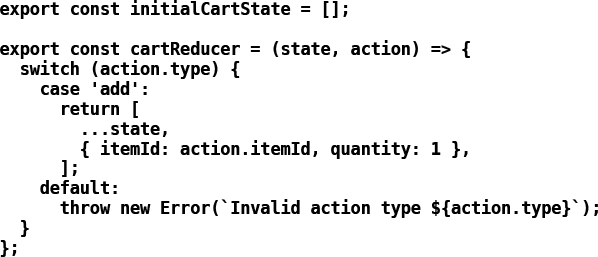 export const initialCartState = [];

export const cartReducer = (state, action) => {
  switch (action.type) {
    case 'add':
      return [
        ...state,
        { itemId: action.itemId, quantity: 1 },
      ];
    default:
      throw new Error(`Invalid action type ${action.type}`);
  }
};